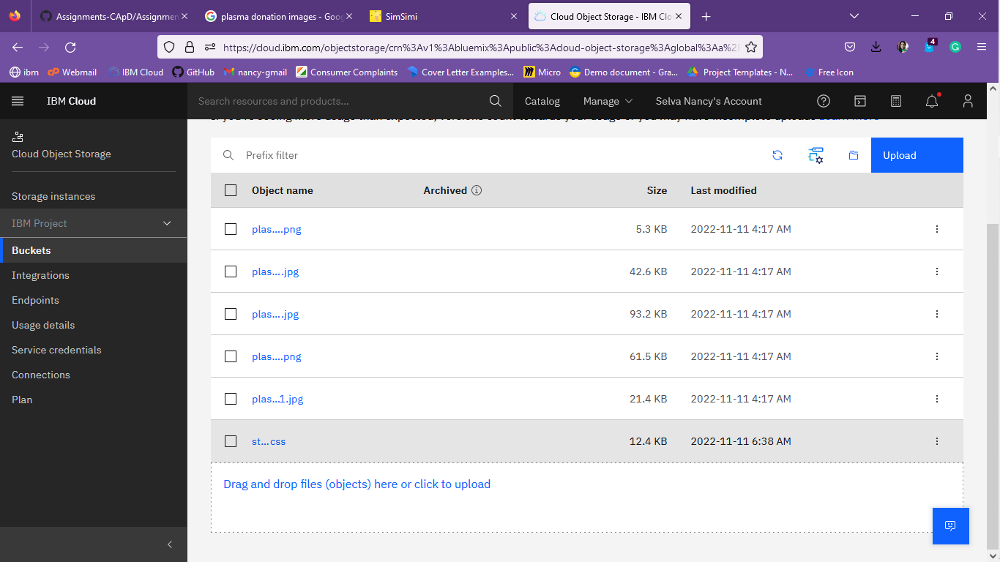 Assignments-CApD/Assignmen
plasma donation images - Goog
SimSimi
Cloud Object Storage - IBM Clo
https://cloud.ibm.com/objectstorage/crn%3Av1%3Abluemix%3Apublic%3Acloud-object-storage%3Aglobal%3Aa%2
4
ibm
Webmail
IBM Cloud
GitHub
nancy-gmail
Consumer Complaints
Cover Letter Examples...
Micro
Demo document - Gra...
Project Templates - N...
Free Icon
IBM Cloud
Search resources and products...
Catalog
Manage
Selva Nancy's Account
Cloud Object Storage
Storage instances
IBM Project
Buckets
Integrations
Endpoints
Usage details
Service credentials
Connections
Plan
Prefix filter
Upload
Object name Archived Size Last modified
plas....png 5.3 KB 2022-11-11 4:17 AM
plas....jpg 42.6 KB 2022-11-11 4:17 AM
plas....jpg 93.2 KB 2022-11-11 4:17 AM
plas....png 61.5 KB 2022-11-11 4:17 AM
plas...1.jpg 21.4 KB 2022-11-11 4:17 AM
st...css 12.4 KB 2022-11-11 6:38 AM
Drag and drop files (objects) here or click to upload